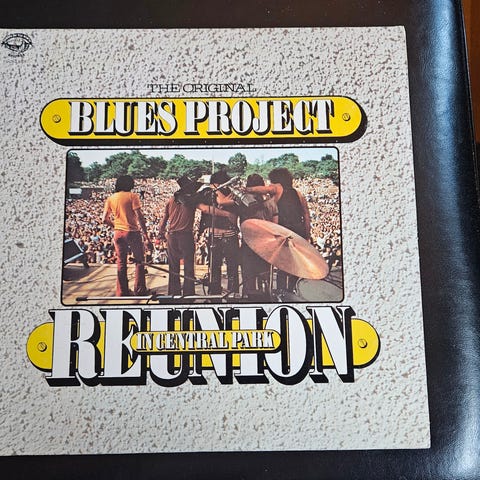 THE ORIGINAL
BLUES PROJECT
REUNION
IN CENTRAL PARK